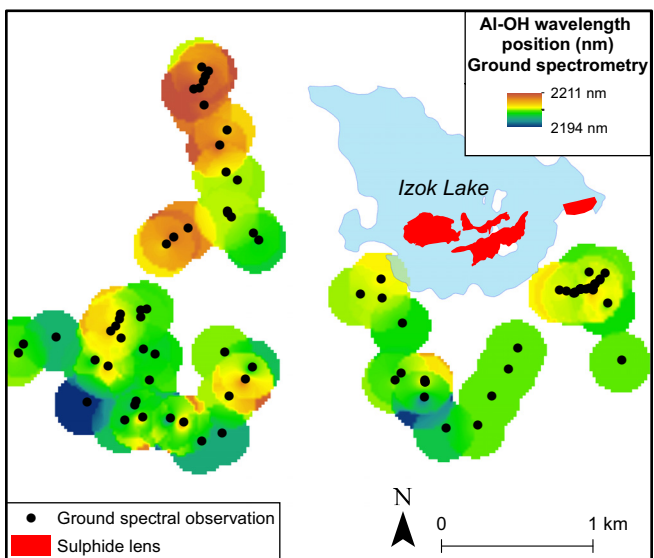 Al-OH wavelength
position (nm)
Ground spectrometry
2211 nm
2194 nm
Izok Lake
N
Ground spectral observation
Sulphide lens
0
1 km